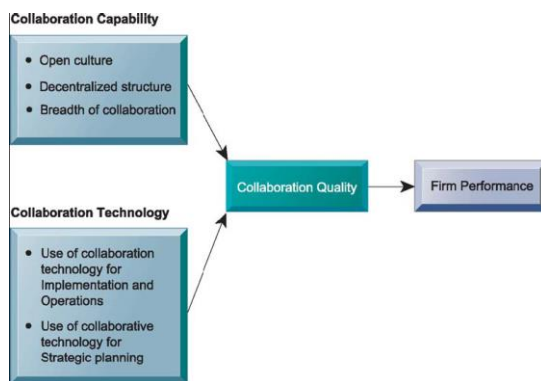 Collaboration Capability
• Open culture
• Decentralized structure
• Breadth of collaboration
Collaboration Quality
Firm Performance
Collaboration Technology
• Use of collaboration
technology for
Implementation and
Operations
• Use of collaborative
technology for
Strategic planning